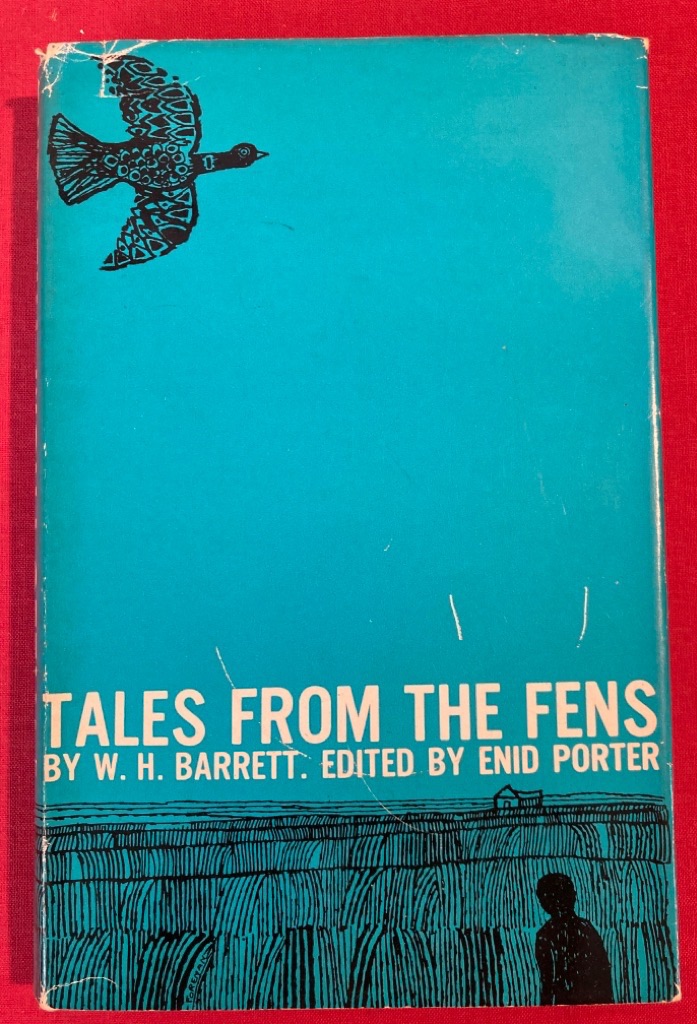 TALES FROM THE FENS
BY W. H. BARRETT. EDITED BY ENID PORTER